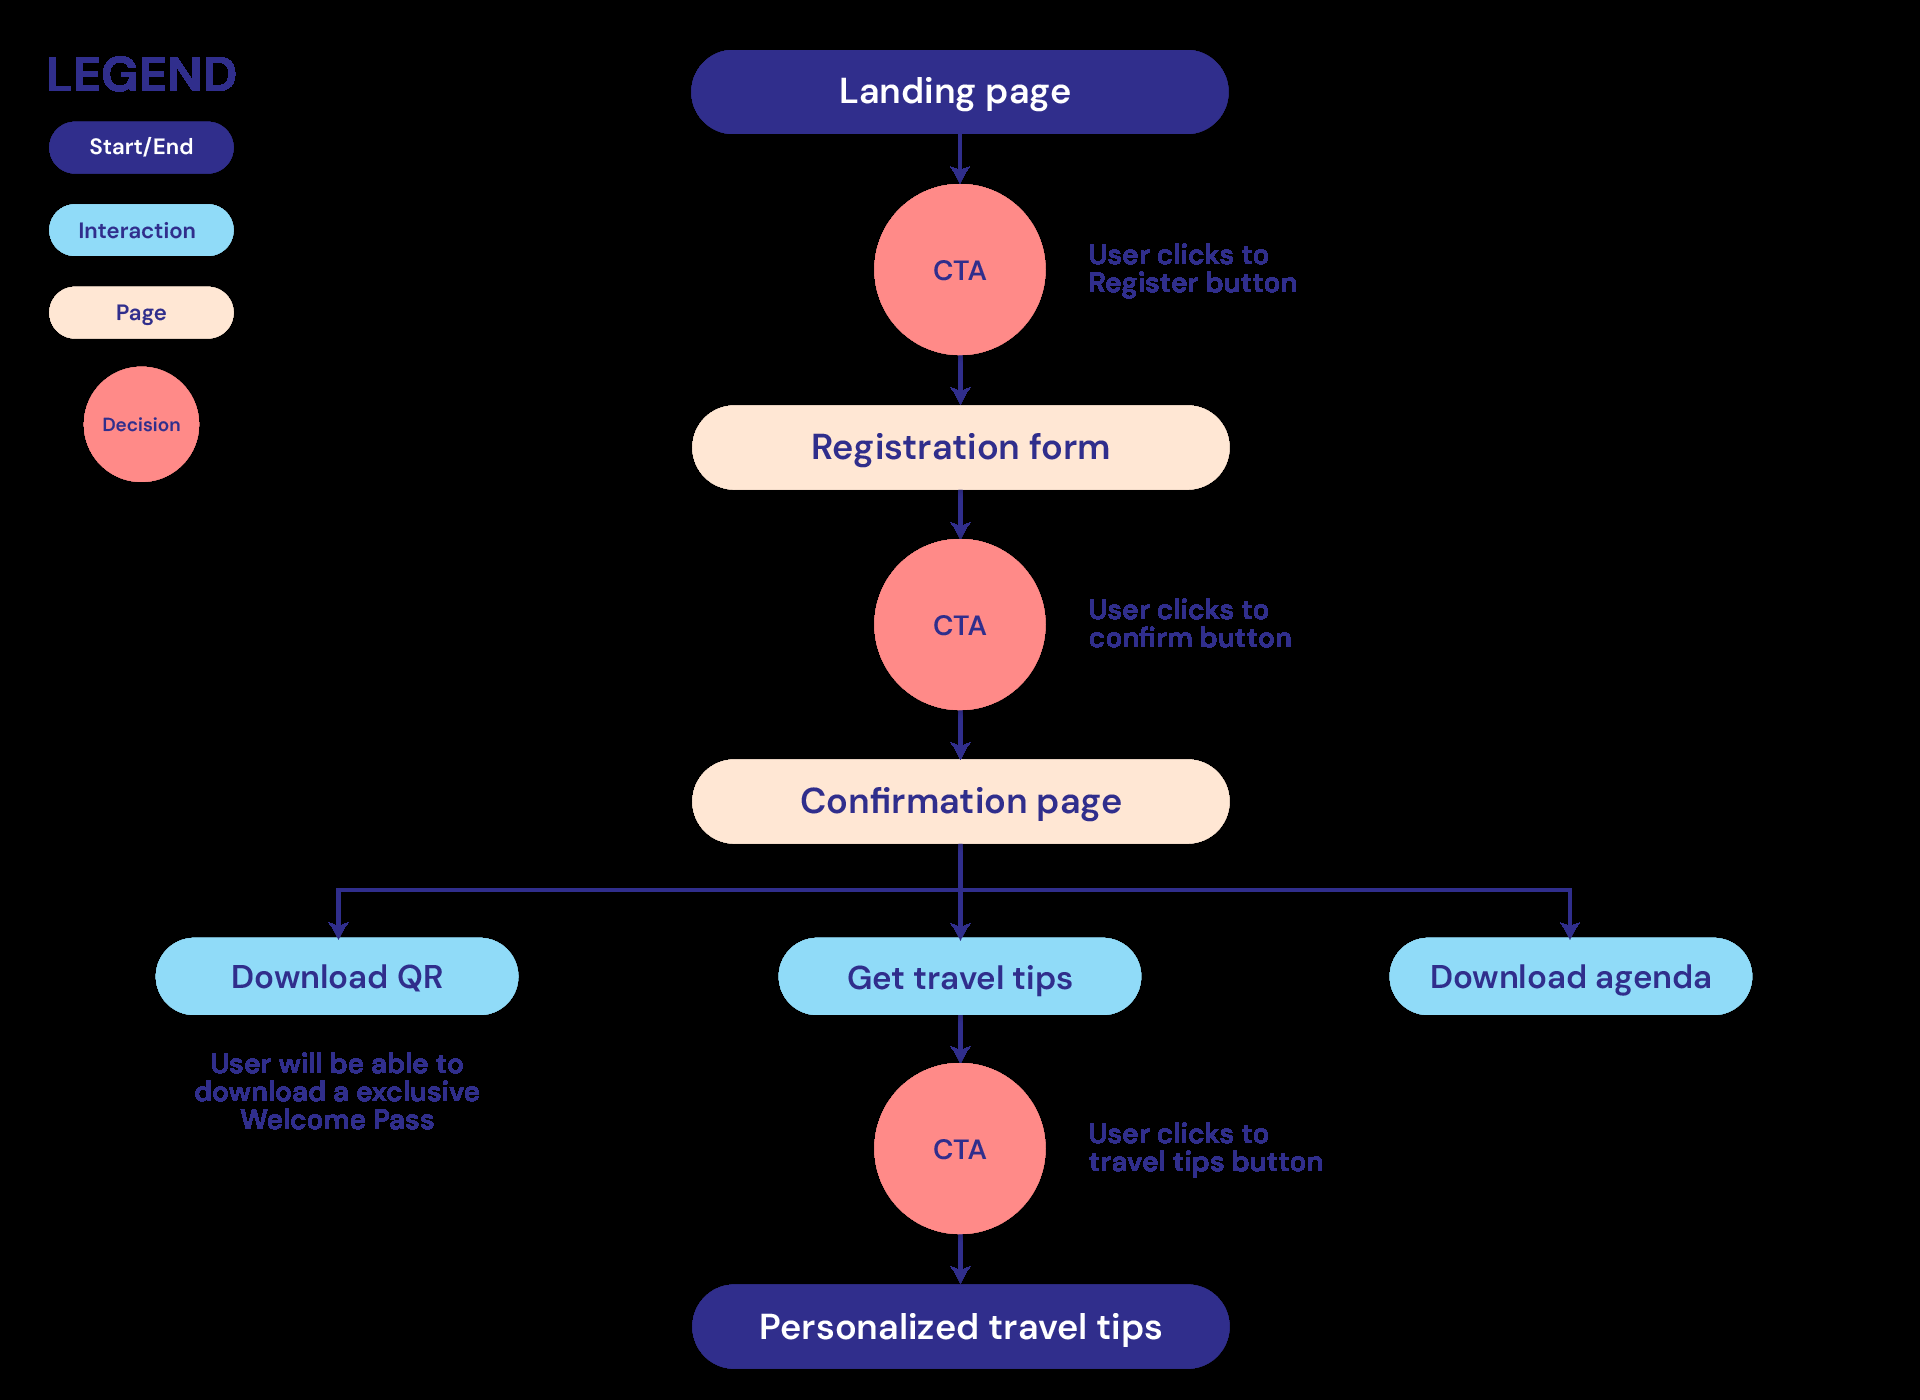 LEGEND
Start/End
Interaction
Page
Decision
Landing page
CTA
User clicks to
Register button
Registration form
CTA
User clicks to
confirm button
Confirmation page
Download QR
Get travel tips
Download agenda
User will be able to
download a exclusive
Welcome Pass
CTA
User clicks to
travel tips button
Personalized travel tips